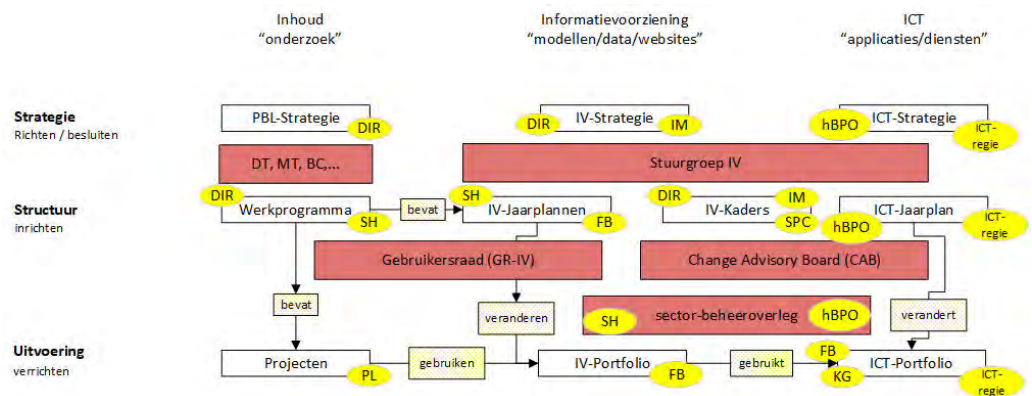 Inhoud
"onderzoek"
Informatievoorziening
"modellen/data/websites"
ICT
"applicaties/diensten"
Strategie
Richten / besluiten
PBL-Strategie
DIR
DIR
IV-Strategie
IM
hBPO
ICT-Strategie
ICT-
regie
DT, MT, BC,...
Stuurgroep IV
Structuur
inrichten
DIR
Werkprogramma
SH
bevat
SH
IV-Jaarplannen
FB
DIR
IV-Kaders
IM
SPC
hBPO
ICT-Jaarplan
ICT-
regie
Gebruikersraad (GR-IV)
Change Advisory Board (CAB)
bevat
veranderen
SH
sector-beheeroverleg
hBPO
verandert
Uitvoering
verrichten
Projecten
PL
gebruiken
IV-Portfolio
FB
gebruikt
FB
KG
ICT-Portfolio
ICT-
regie